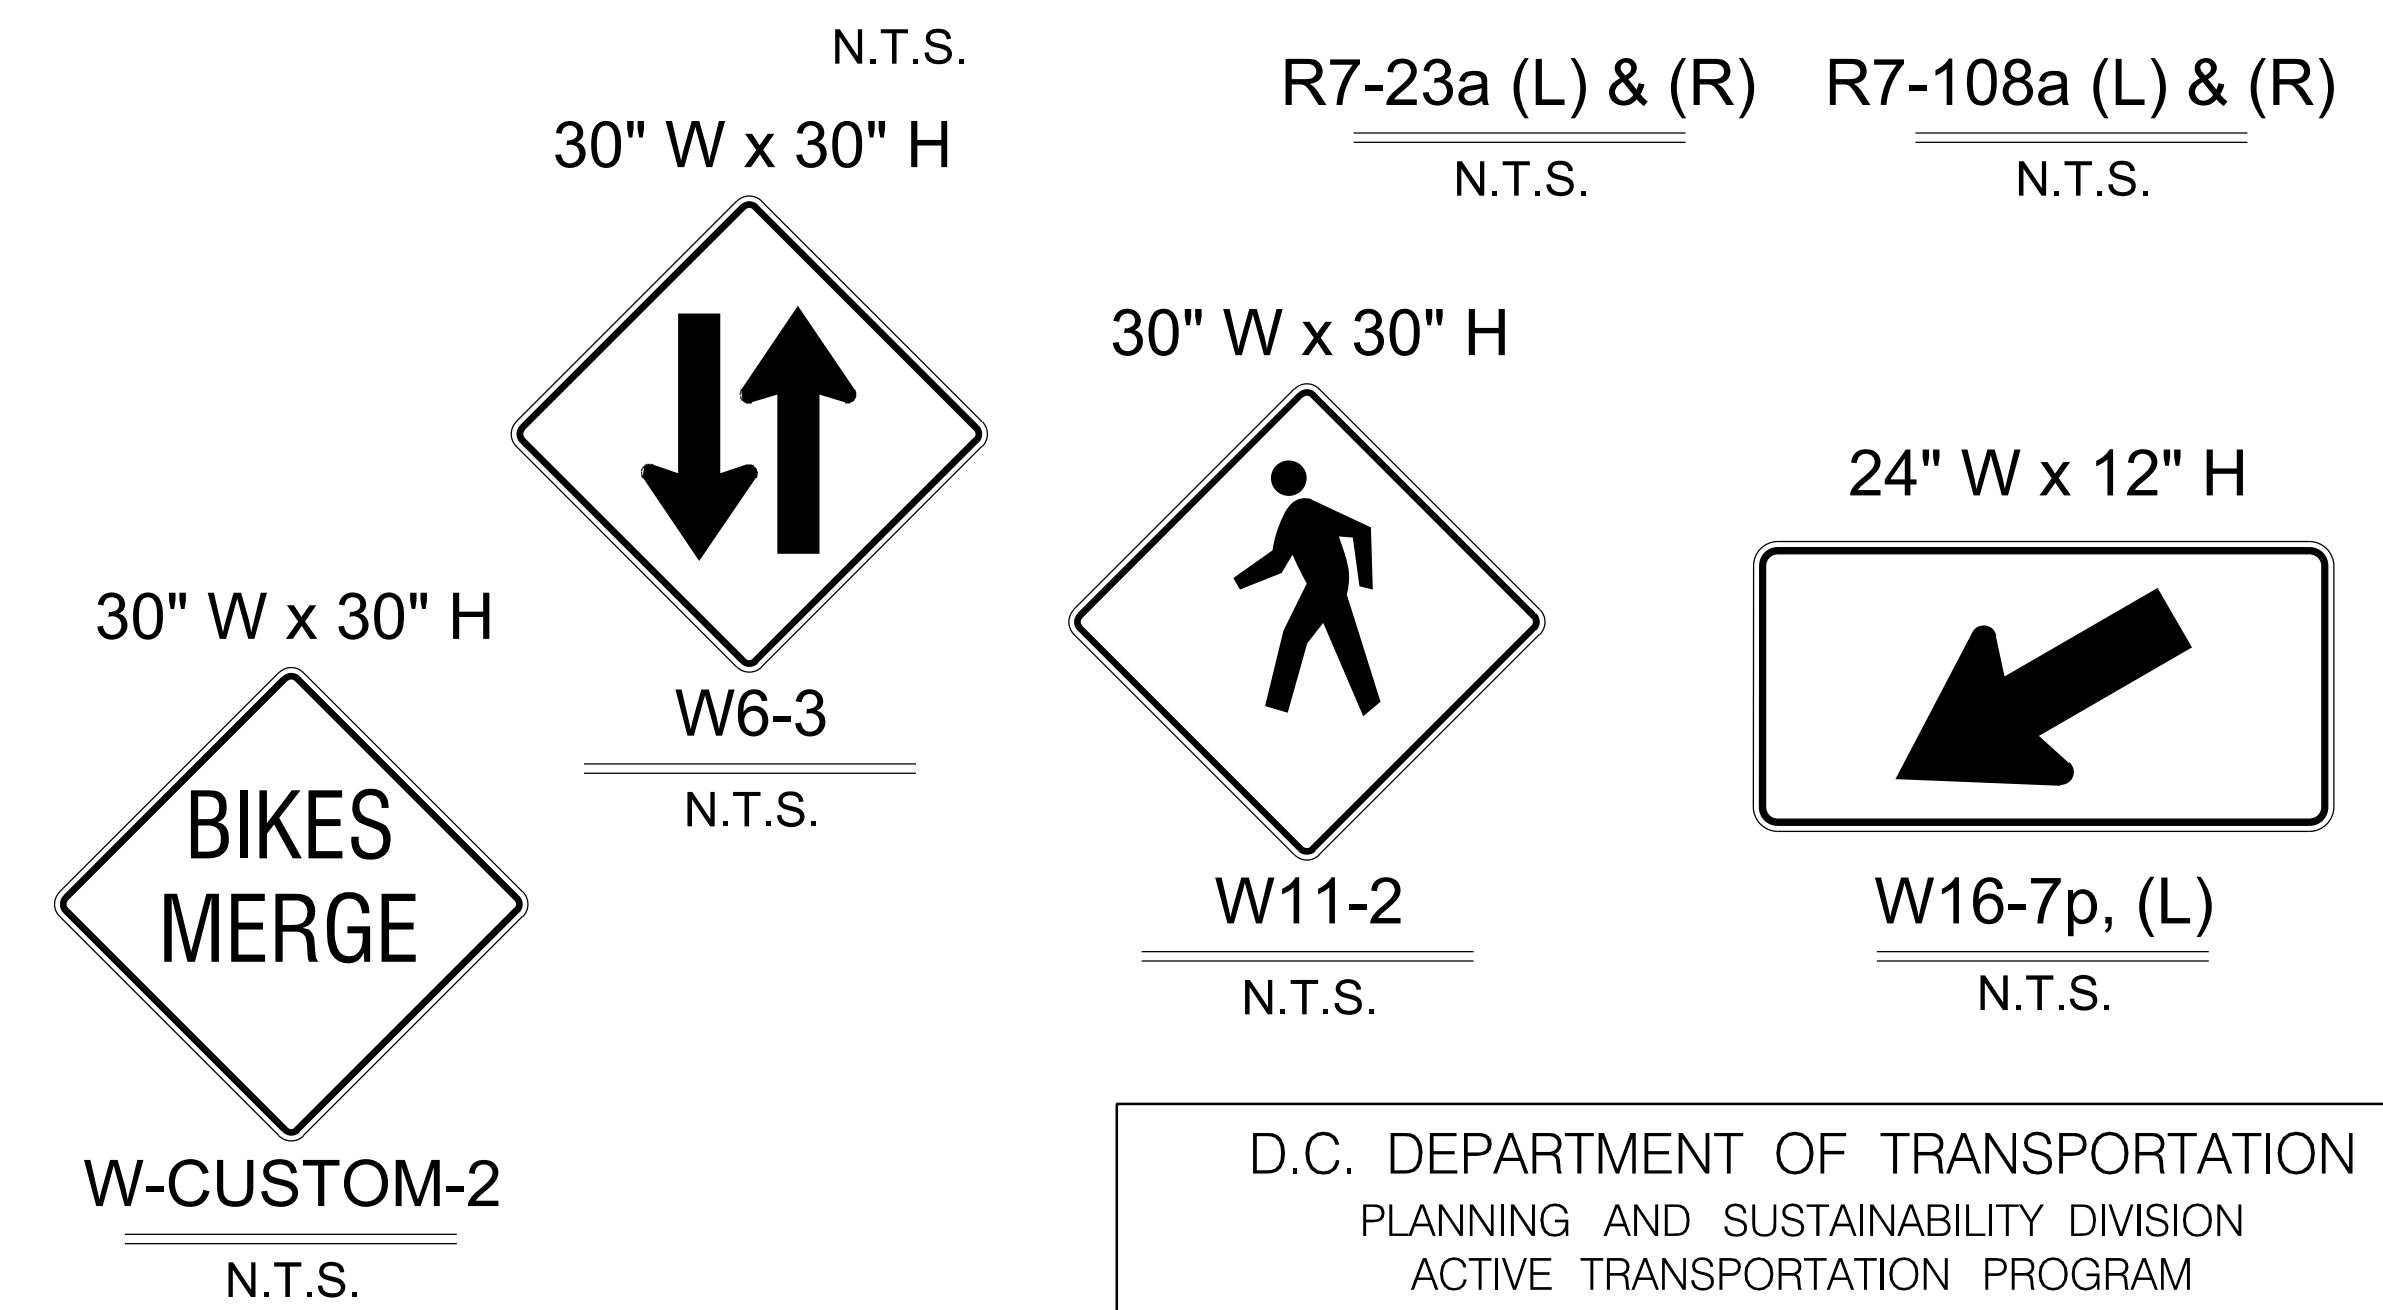 N.T.S.
R7-23a (L) & (R)
N.T.S.
R7-108a (L) & (R)
N.T.S.
30" W x 30" H
W6-3
N.T.S.
30" W x 30" H
W11-2
N.T.S.
24" W x 12" H
W16-7p, (L)
N.T.S.
30" W x 30" H
BIKES
MERGE
W-CUSTOM-2
N.T.S.
D.C. DEPARTMENT OF TRANSPORTATION
PLANNING AND SUSTAINABILITY DIVISION
ACTIVE TRANSPORTATION PROGRAM